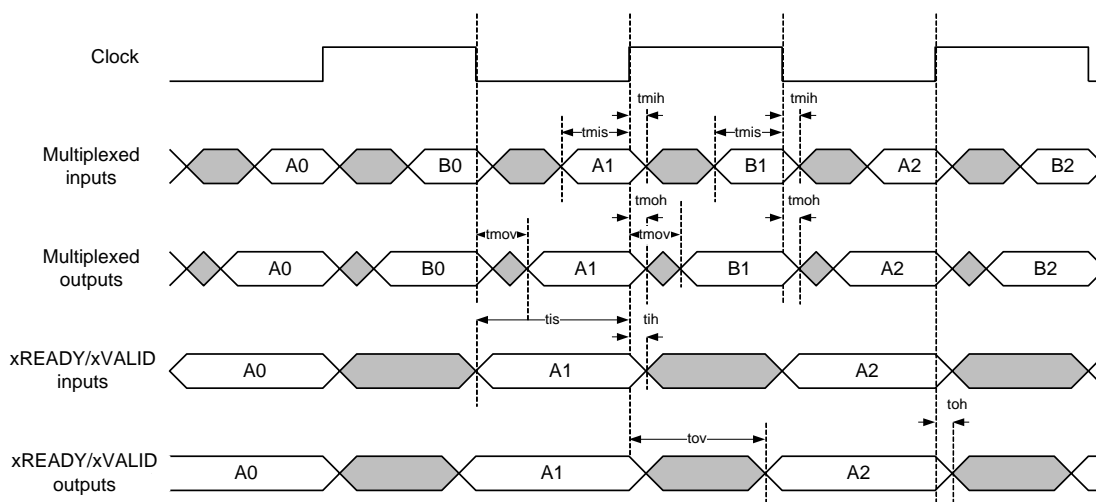 Clock
tmih
tmih
tmis
tmis
Multiplexed
inputs
A0
B0
A1
B1
A2
B2
tmoh
tmoh
tmov
tmov
Multiplexed
outputs
A0
B0
A1
B1
A2
B2
tis
tih
xREADY/xVALID
inputs
A0
A1
A2
toh
tov
xREADY/xVALID
outputs
A0
A1
A2